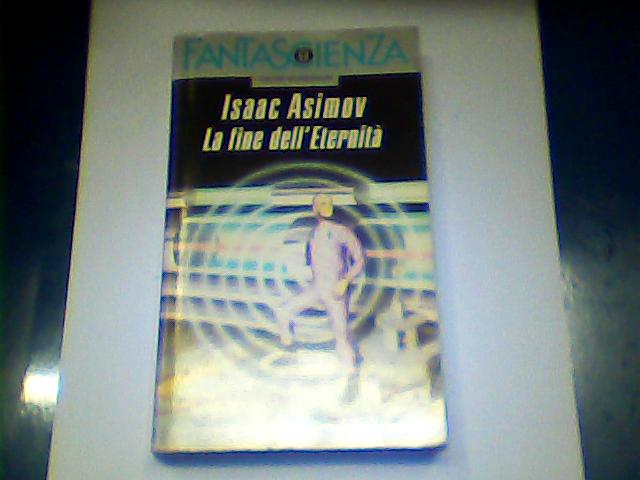 FANTASCIENZA
Isaac Asimov
La fine dell'Eternità